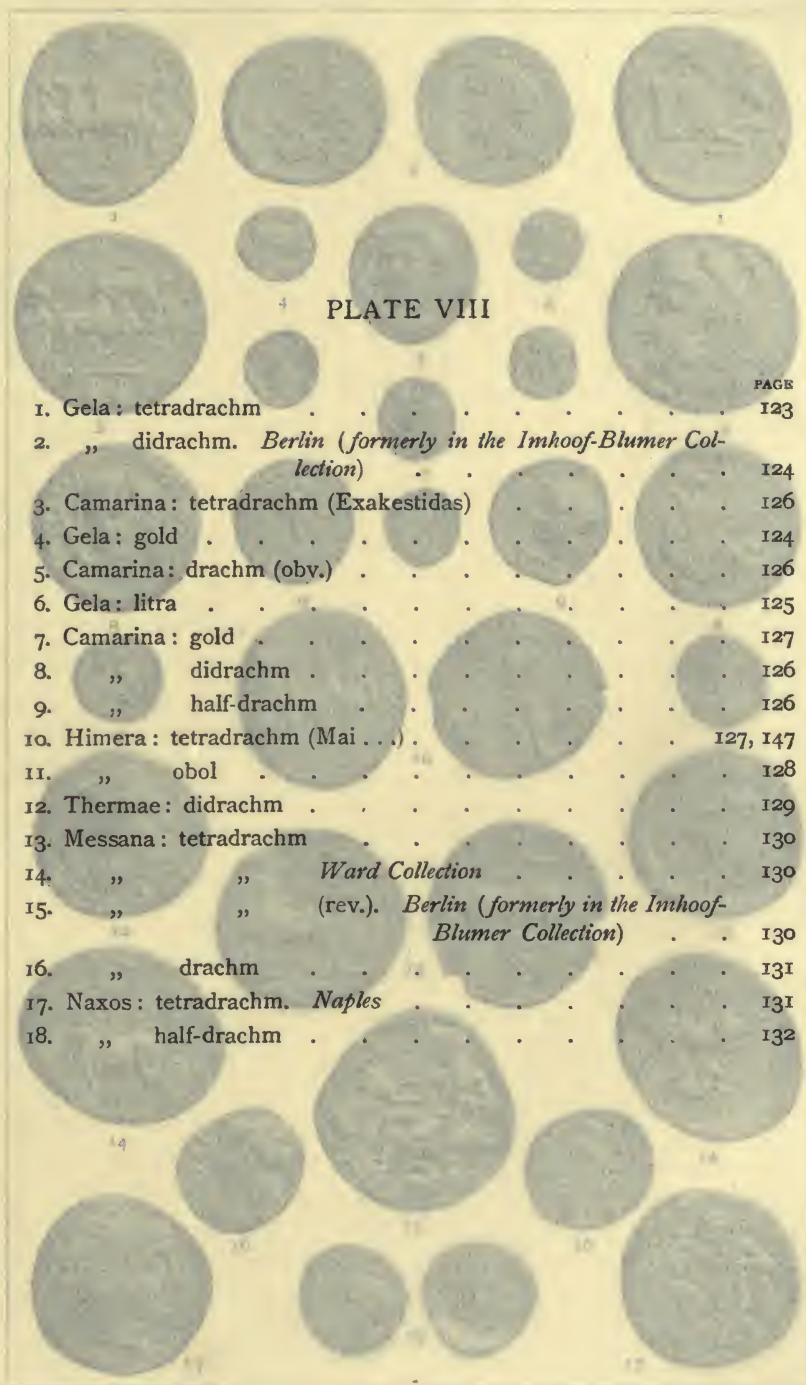 PLATE VIII
PAGE
1. Gela: tetradrachm . . . . . . . . . 123
2. „ didrachm. Berlin (formerly in the Imhoof-Blumer Col-
lection) . . . . . . . 124
3. Camarina: tetradrachm (Exakestidas) . . . . . 126
4. Gela: gold . . . . . . . . . . . 124
5. Camarina: drachm (obv.) . . . . . . . . 126
6. Gela: litra . . . . . . . . . . . 125
7. Camarina: gold . . . . . . . . . . 127
8. „ didrachm . . . . . . . . . 126
9. „ half-drachm . . . . . . . . 126
10. Himera: tetradrachm (Mai . . .) . . . . . . 127, 147
11. „ obol . . . . . . . . . . 128
12. Thermae: didrachm . . . . . . . . . 129
13. Messana: tetradrachm . . . . . . . . 130
14. „ „ Ward Collection . . . . . 130
15. „ „ (rev.). Berlin (formerly in the Imhoof-
Blumer Collection) . . 130
16. „ drachm . . . . . . . . . 131
17. Naxos: tetradrachm. Naples . . . . . . . 131
18. „ half-drachm . . . . . . . . . 132